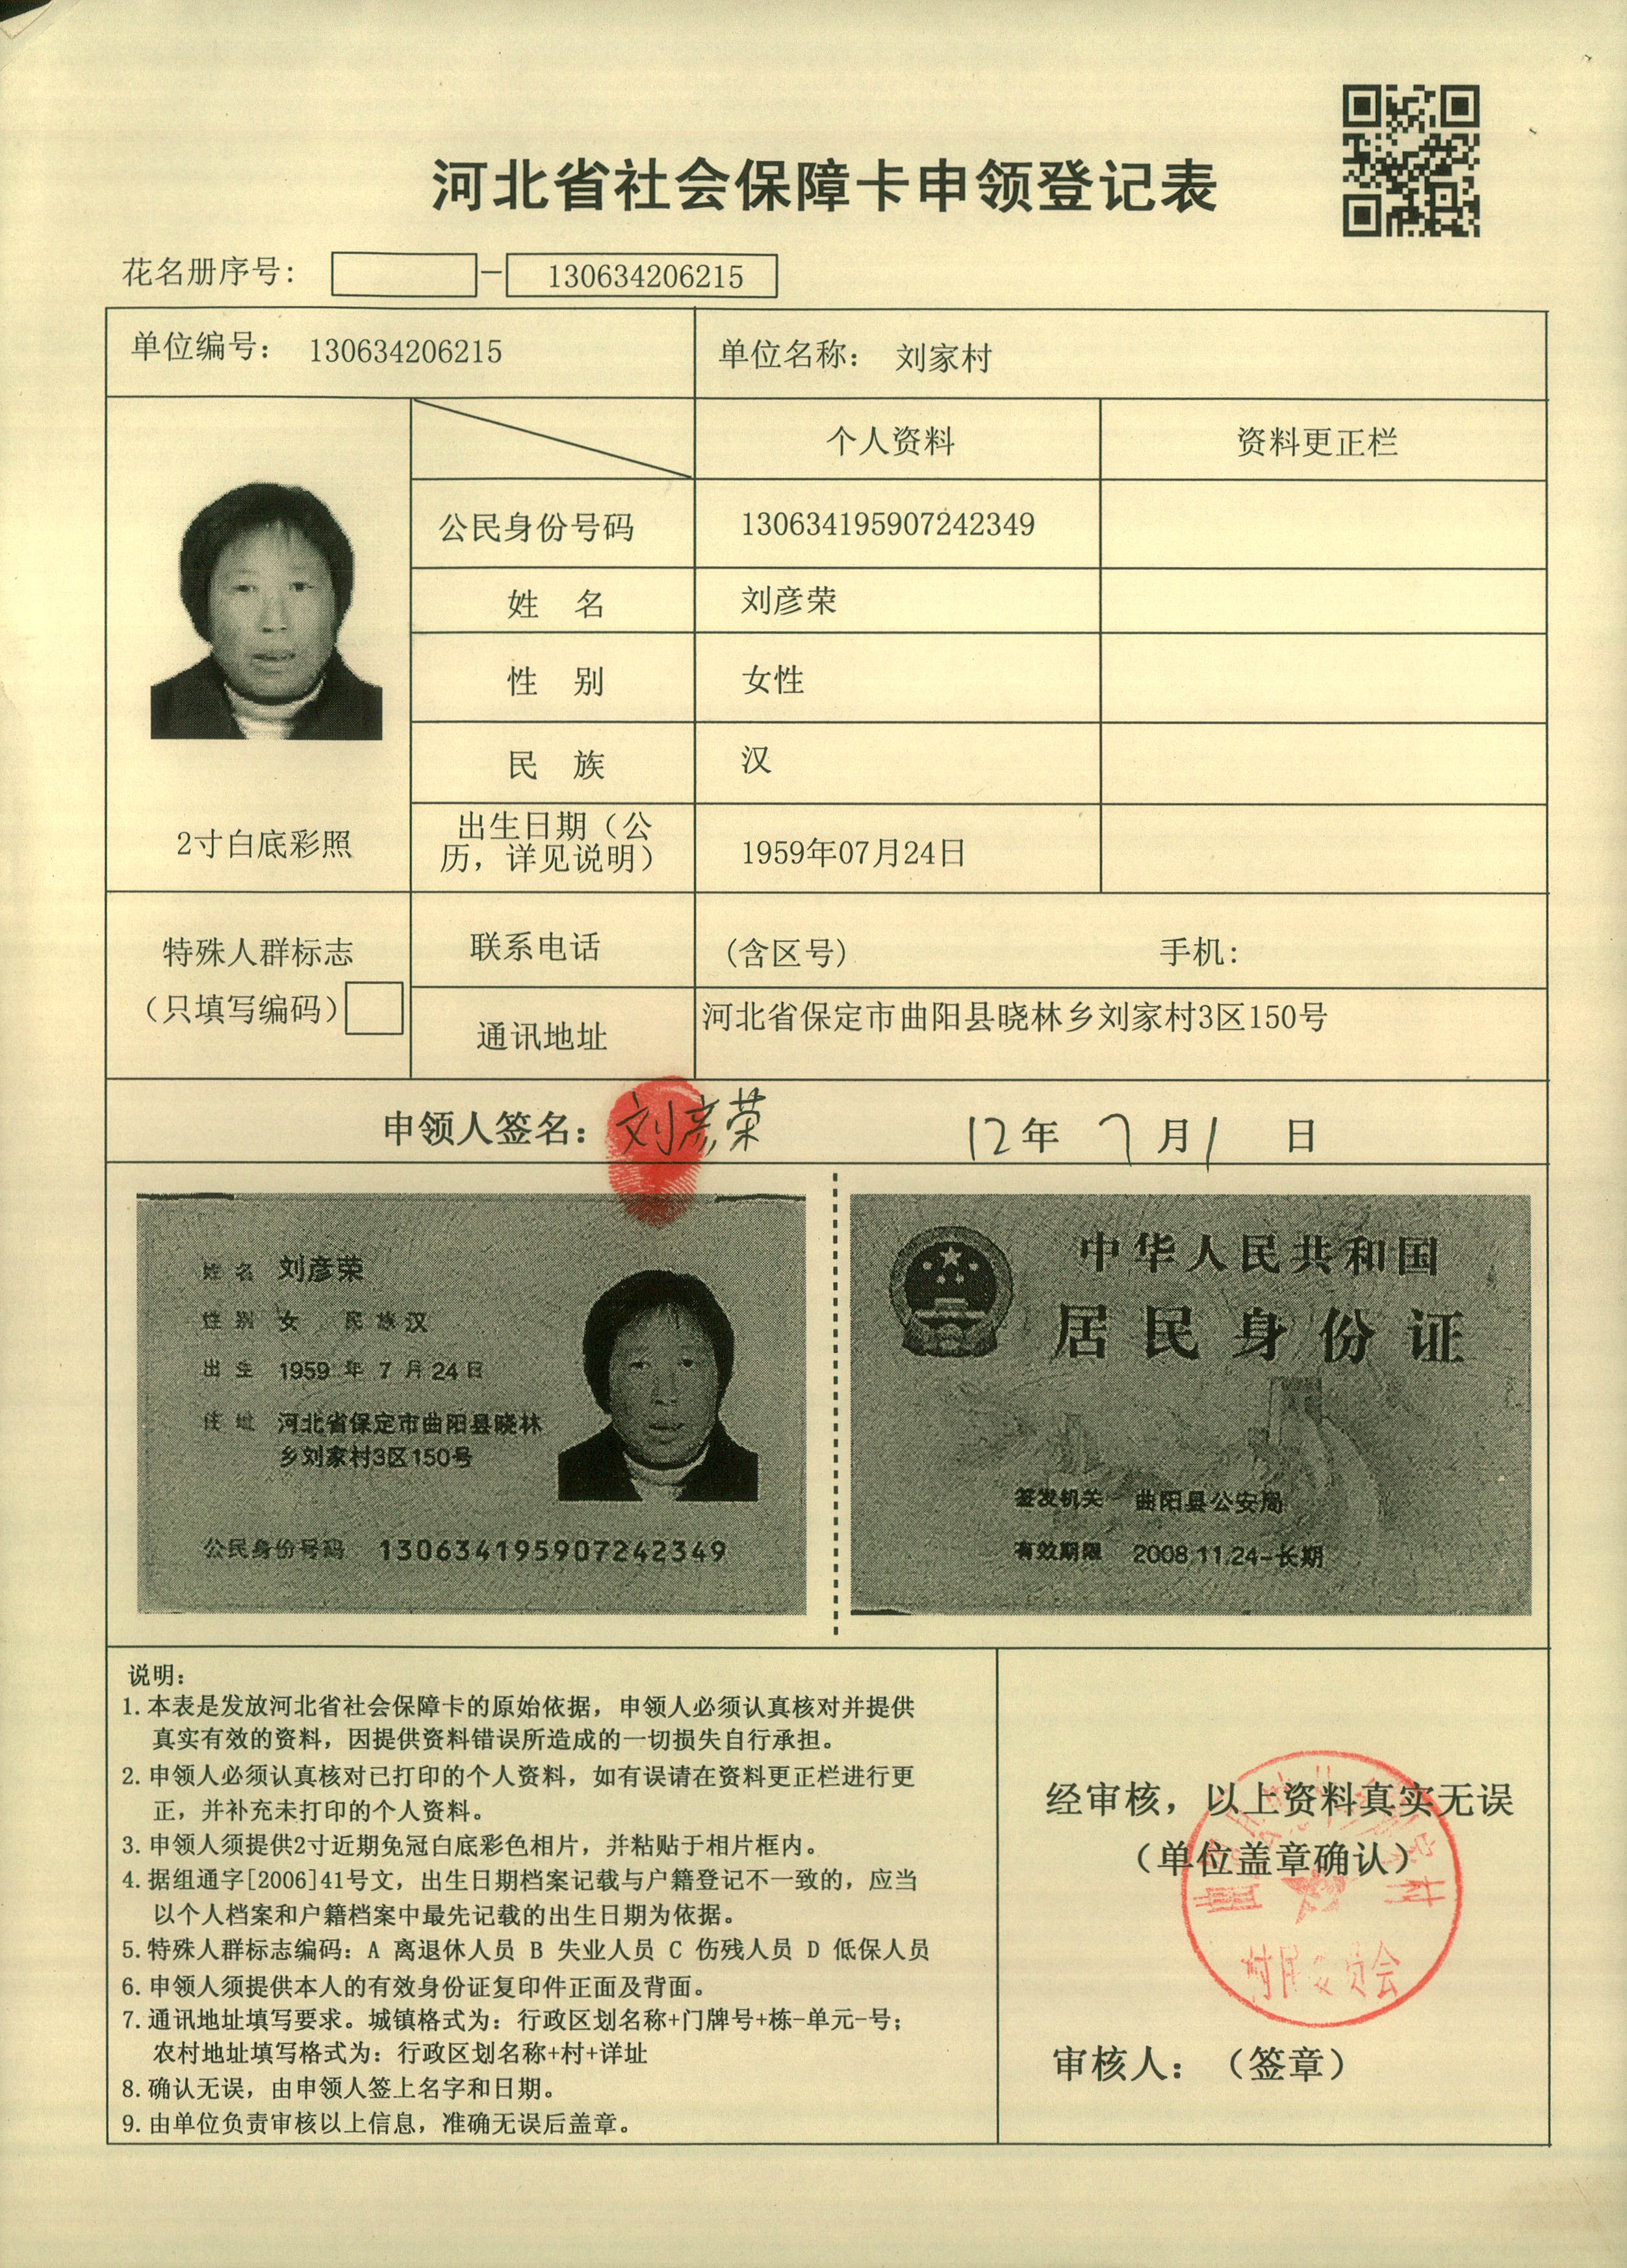 河北省社会保障卡申领登记表
花名册序号: — 130634206215
单位编号: 130634206215 单位名称: 刘家村
个人资料 资料更正栏
公民身份号码 130634195907242349
姓 名 刘彦荣
性 别 女性
民 族 汉
2寸白底彩照
出生日期（公
历，详见说明） 1959年07月24日
特殊人群标志
（只填写编码）
联系电话 (含区号) 手机:
通讯地址 河北省保定市曲阳县晓林乡刘家村3区150号
申领人签名: 刘彦荣 12年 7月1 日
姓 名 刘彦荣
性 别 女 民 族 汉
出 生 1959 年 7 月 24 日
住 址 河北省保定市曲阳县晓林
乡刘家村3区150号
公民身份号码 130634195907242349
中华人民共和国
居民身份证
签发机关 曲阳县公安局
有效期限 2008.11.24-长期
说明:
1.本表是发放河北省社会保障卡的原始依据，申领人必须认真核对并提供
真实有效的资料，因提供资料错误所造成的一切损失自行承担。
2.申领人必须认真核对已打印的个人资料，如有误请在资料更正栏进行更
正，并补充未打印的个人资料。
3.申领人须提供2寸近期免冠白底彩色相片，并粘贴于相片框内。
4.据组通字[2006]41号文，出生日期档案记载与户籍登记不一致的，应当
以个人档案和户籍档案中最先记载的出生日期为依据。
5.特殊人群标志编码: A 离退休人员 B 失业人员 C 伤残人员 D 低保人员
6.申领人须提供本人的有效身份证复印件正面及背面。
7.通讯地址填写要求。城镇格式为: 行政区划名称+门牌号+栋-单元-号;
农村地址填写格式为: 行政区划名称+村+详址
8.确认无误，由申领人签上名字和日期。
9.由单位负责审核以上信息，准确无误后盖章。
经审核，以上资料真实无误
（单位盖章确认）
村民委员会
审核人: （签章）